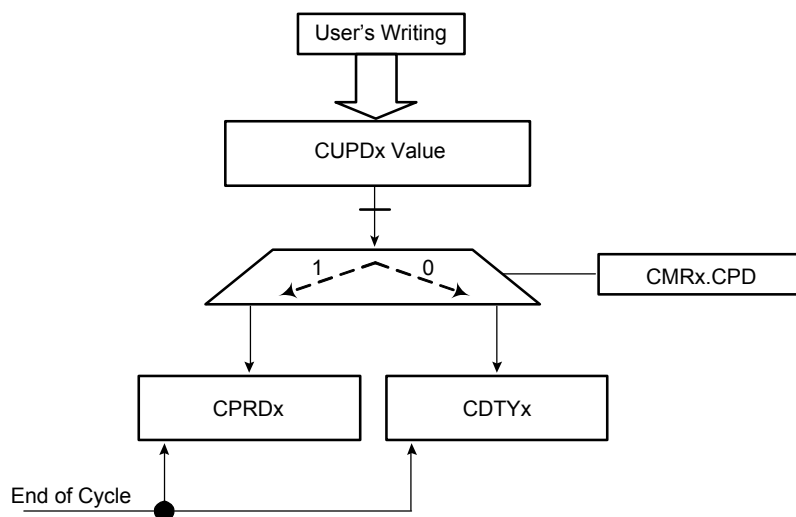 User's Writing
CUPDx Value
1
0
CMRx.CPD
CPRDx
CDTYx
End of Cycle